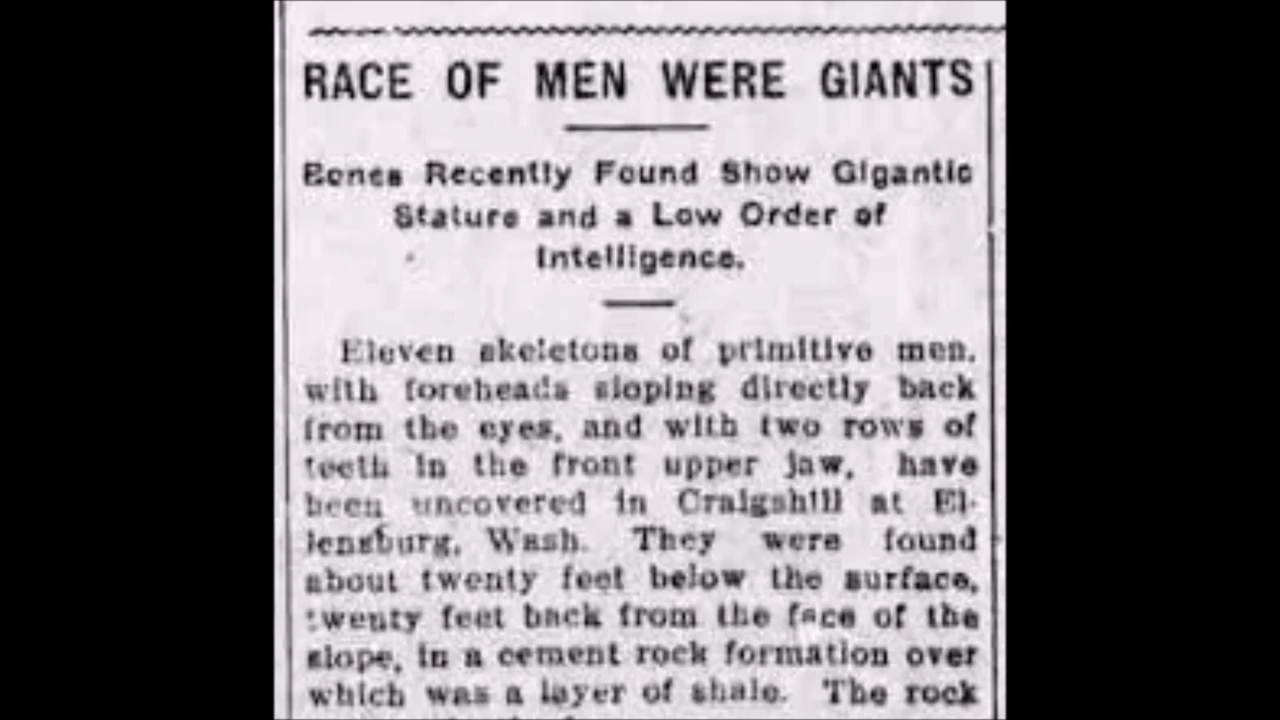 RACE OF MEN WERE GIANTS
Bones Recently Found Show Gigantic
Stature and a Low Order of
Intelligence.
Eleven skeletons of primitive men,
with foreheads sloping directly back
from the eyes, and with two rows of
teeth in the front upper jaw, have
been uncovered in Craigshill at El-
lensburg, Wash. They were found
about twenty feet below the surface,
twenty feet back from the face of the
slope, in a cement rock formation over
which was a layer of shale. The rock